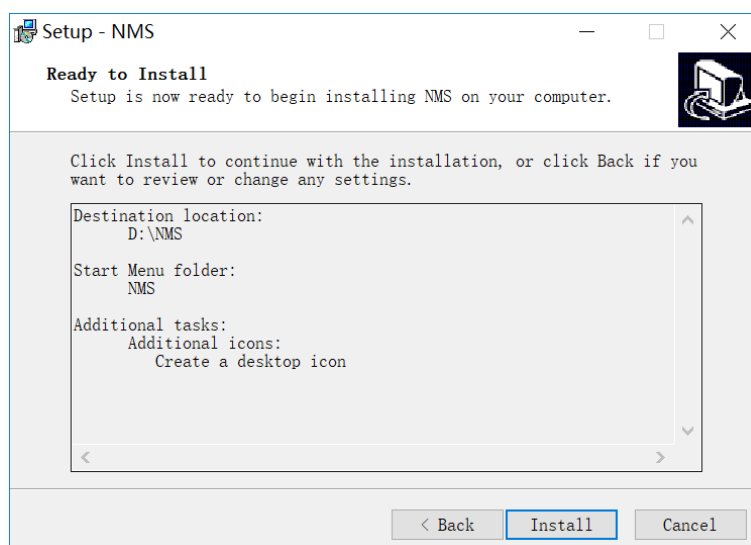 Setup - NMS
Ready to Install
Setup is now ready to begin installing NMS on your computer.
Click Install to continue with the installation, or click Back if you
want to review or change any settings.
Destination location:
D:\NMS
Start Menu folder:
NMS
Additional tasks:
Additional icons:
Create a desktop icon
< Back
Install
Cancel